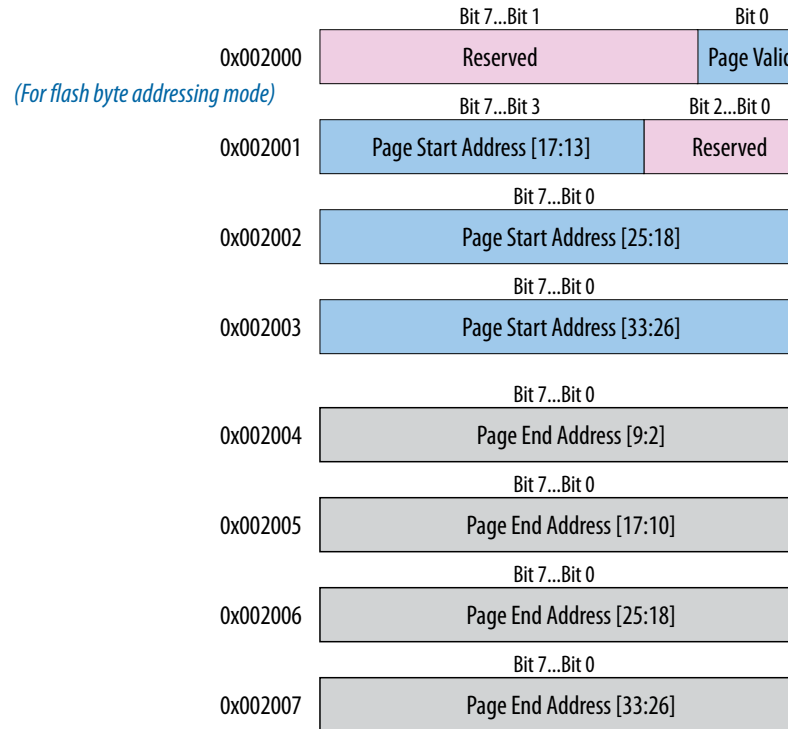 Bit 7...Bit 1 Bit 0
0x002000 Reserved Page Valid
(For flash byte addressing mode)
Bit 7...Bit 3 Bit 2...Bit 0
0x002001 Page Start Address [17:13] Reserved
Bit 7...Bit 0
0x002002 Page Start Address [25:18]
Bit 7...Bit 0
0x002003 Page Start Address [33:26]
Bit 7...Bit 0
0x002004 Page End Address [9:2]
Bit 7...Bit 0
0x002005 Page End Address [17:10]
Bit 7...Bit 0
0x002006 Page End Address [25:18]
Bit 7...Bit 0
0x002007 Page End Address [33:26]